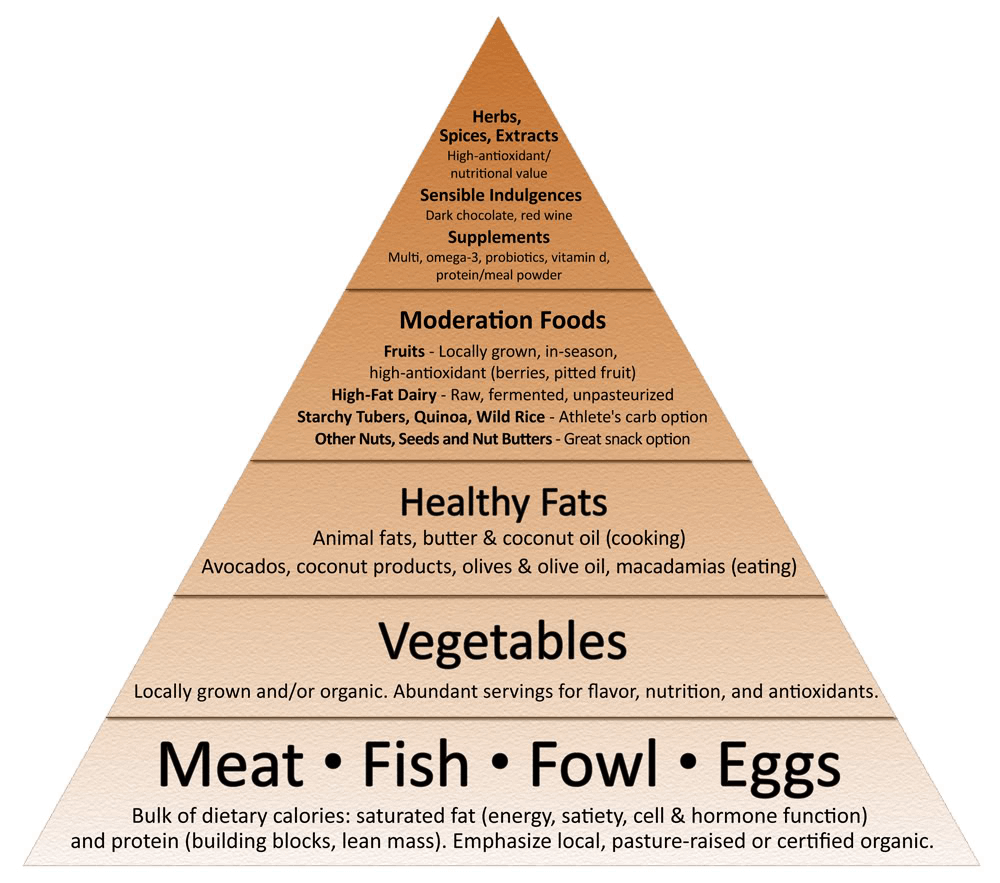 Herbs,
Spices, Extracts
High-antioxidant/
nutritional value
Sensible Indulgences
Dark chocolate, red wine
Supplements
Multi, omega-3, probiotics, vitamin d,
protein/meal powder
Moderation Foods
Fruits - Locally grown, in-season,
high-antioxidant (berries, pitted fruit)
High-Fat Dairy - Raw, fermented, unpasteurized
Starchy Tubers, Quinoa, Wild Rice - Athlete's carb option
Other Nuts, Seeds and Nut Butters - Great snack option
Healthy Fats
Animal fats, butter & coconut oil (cooking)
Avocados, coconut products, olives & olive oil, macadamias (eating)
Vegetables
Locally grown and/or organic. Abundant servings for flavor, nutrition, and antioxidants.
Meat • Fish • Fowl • Eggs
Bulk of dietary calories: saturated fat (energy, satiety, cell & hormone function)
and protein (building blocks, lean mass). Emphasize local, pasture-raised or certified organic.